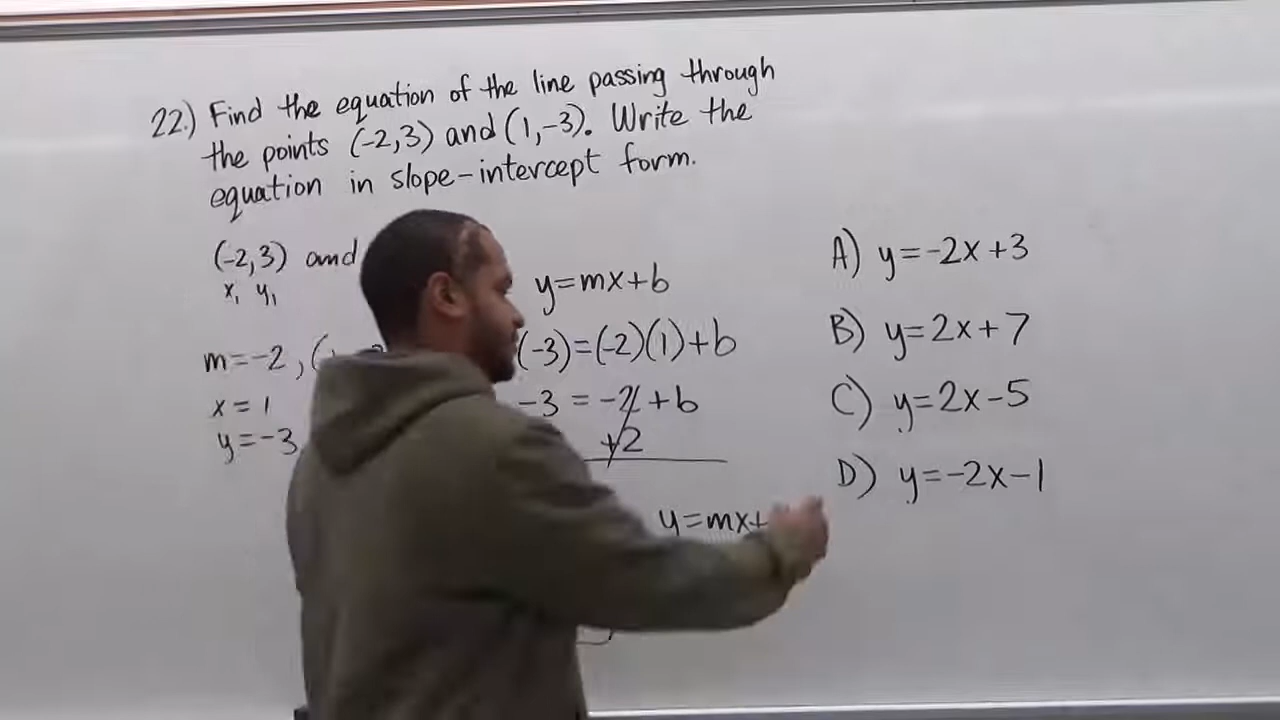 22.) Find the equation of the line passing through
the points (-2,3) and (1,-3). Write the
equation in slope-intercept form.
(-2,3) and
x₁ y₁
m=-2, (
x=1
y=-3
y=mx+b
(-3)=(-2)(1)+b
-3 = -2+b
+2
y=mx+
A) y=-2x+3
B) y=2x+7
C) y=2x-5
D) y=-2x-1